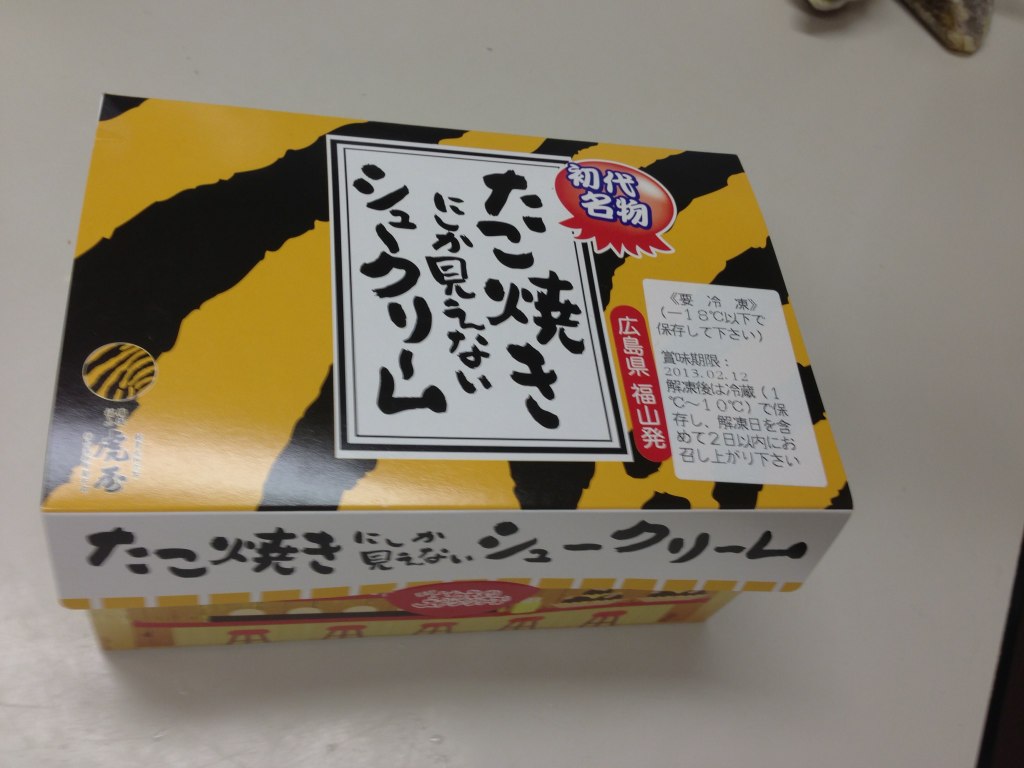 たこ焼き
にしか見えない
シュークリーム
初代
名物
広島県 福山発
《要 冷 凍》
(－18℃以下で
保存して下さい)
賞味期限：
2013.02.12
解凍後は冷蔵(1
℃～10℃)で保
存し、解凍日を含
めて2日以内にお
召し上がり下さい
虎屋
たこ焼きにしか見えないシュークリーム